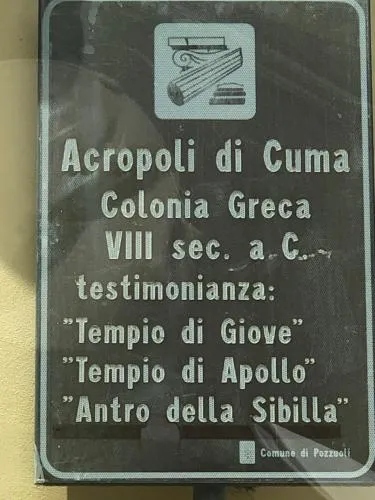 Acropoli di Cuma
Colonia Greca
VIII sec. a.C.
testimonianza:
"Tempio di Giove"
"Tempio di Apollo"
"Antro della Sibilla"
Comune di Pozzuoli